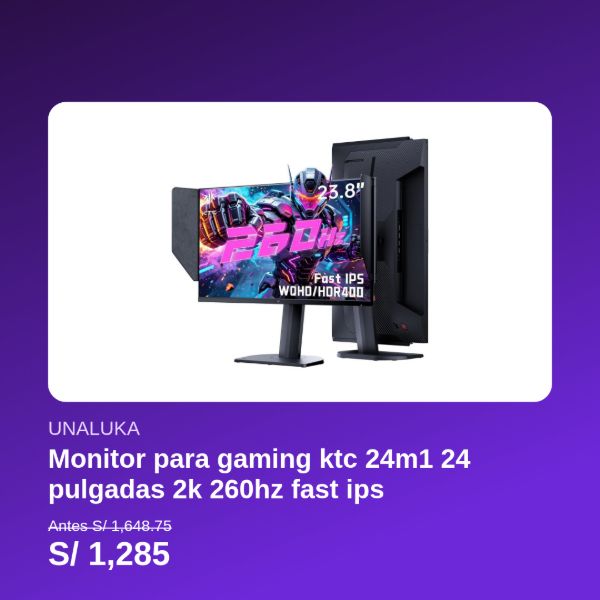 23.8"
260Hz
Fast IPS
WQHD/HDR400
UNALUKA
Monitor para gaming ktc 24m1 24
pulgadas 2k 260hz fast ips
Antes S/ 1,648.75
S/ 1,285